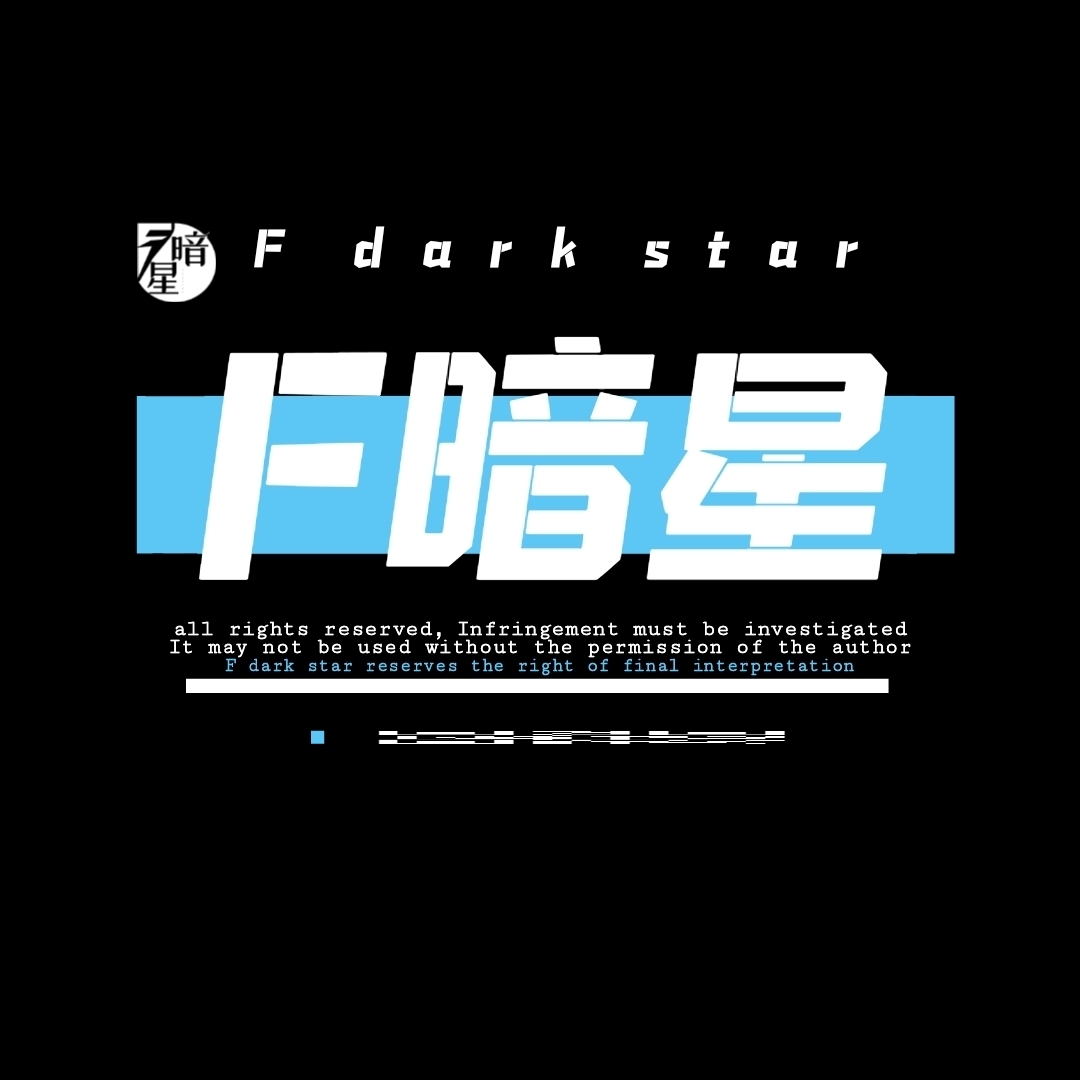 F暗星
F dark star
F暗星
all rights reserved, Infringement must be investigated
It may not be used without the permission of the author
F dark star reserves the right of final interpretation